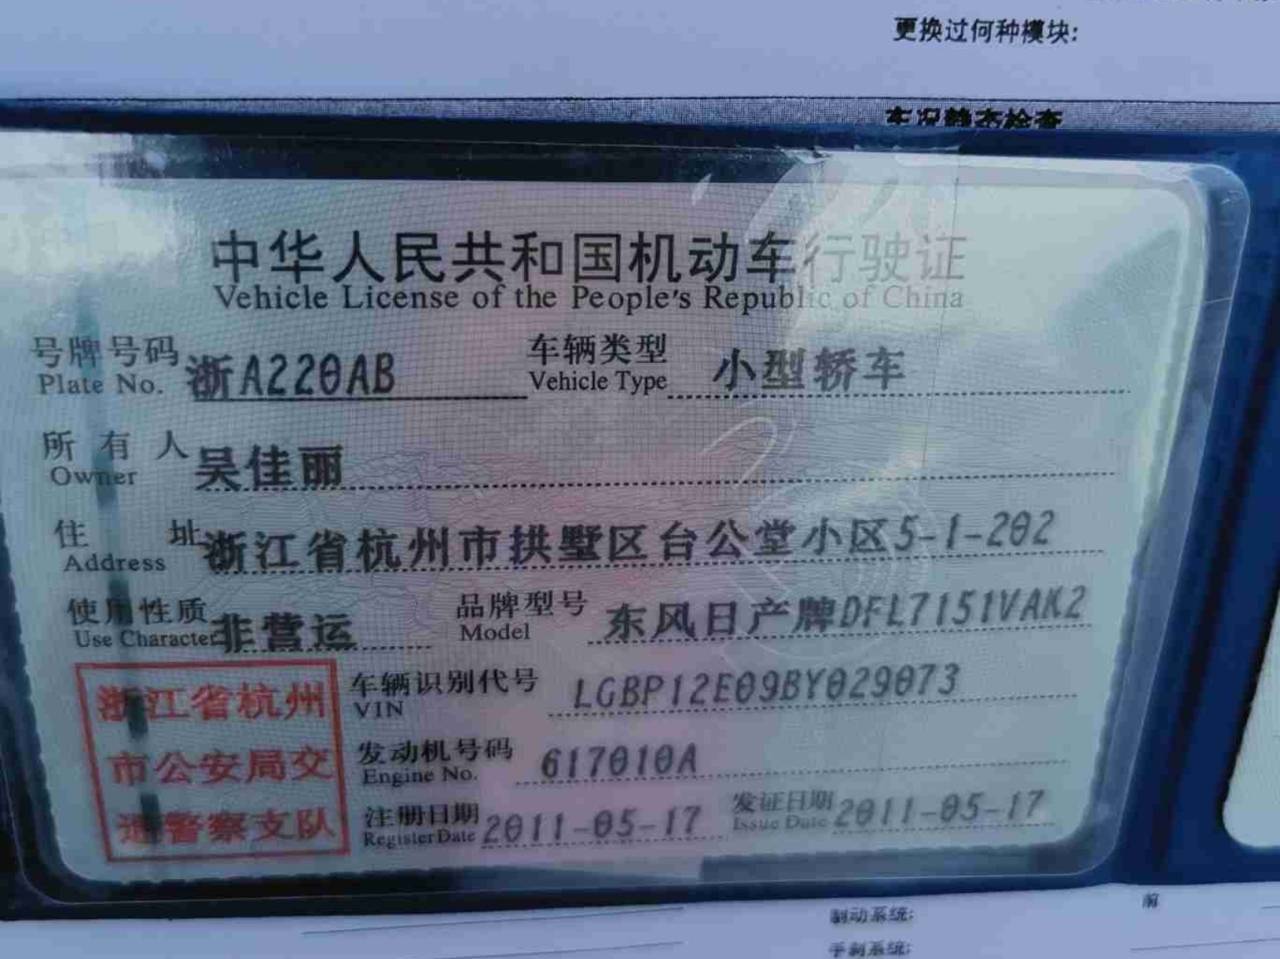 更换过何种模块:
车况静态检查
中华人民共和国机动车行驶证
Vehicle License of the People's Republic of China
号牌号码 浙A220AB 车辆类型 小型轿车
Plate No. Vehicle Type
所有人 吴佳丽
Owner
住址 浙江省杭州市拱墅区台公堂小区5-1-202
Address
使用性质 非营运 品牌型号 东风日产牌DFL7151VAK2
Use Character Model
浙江省杭州
市公安局交
通警察支队
车辆识别代号 LGBP12E09BY029073
VIN
发动机号码 617010A
Engine No.
注册日期 2011-05-17 发证日期 2011-05-17
Register Date Issue Date
制动系统: 前
手刹系统: